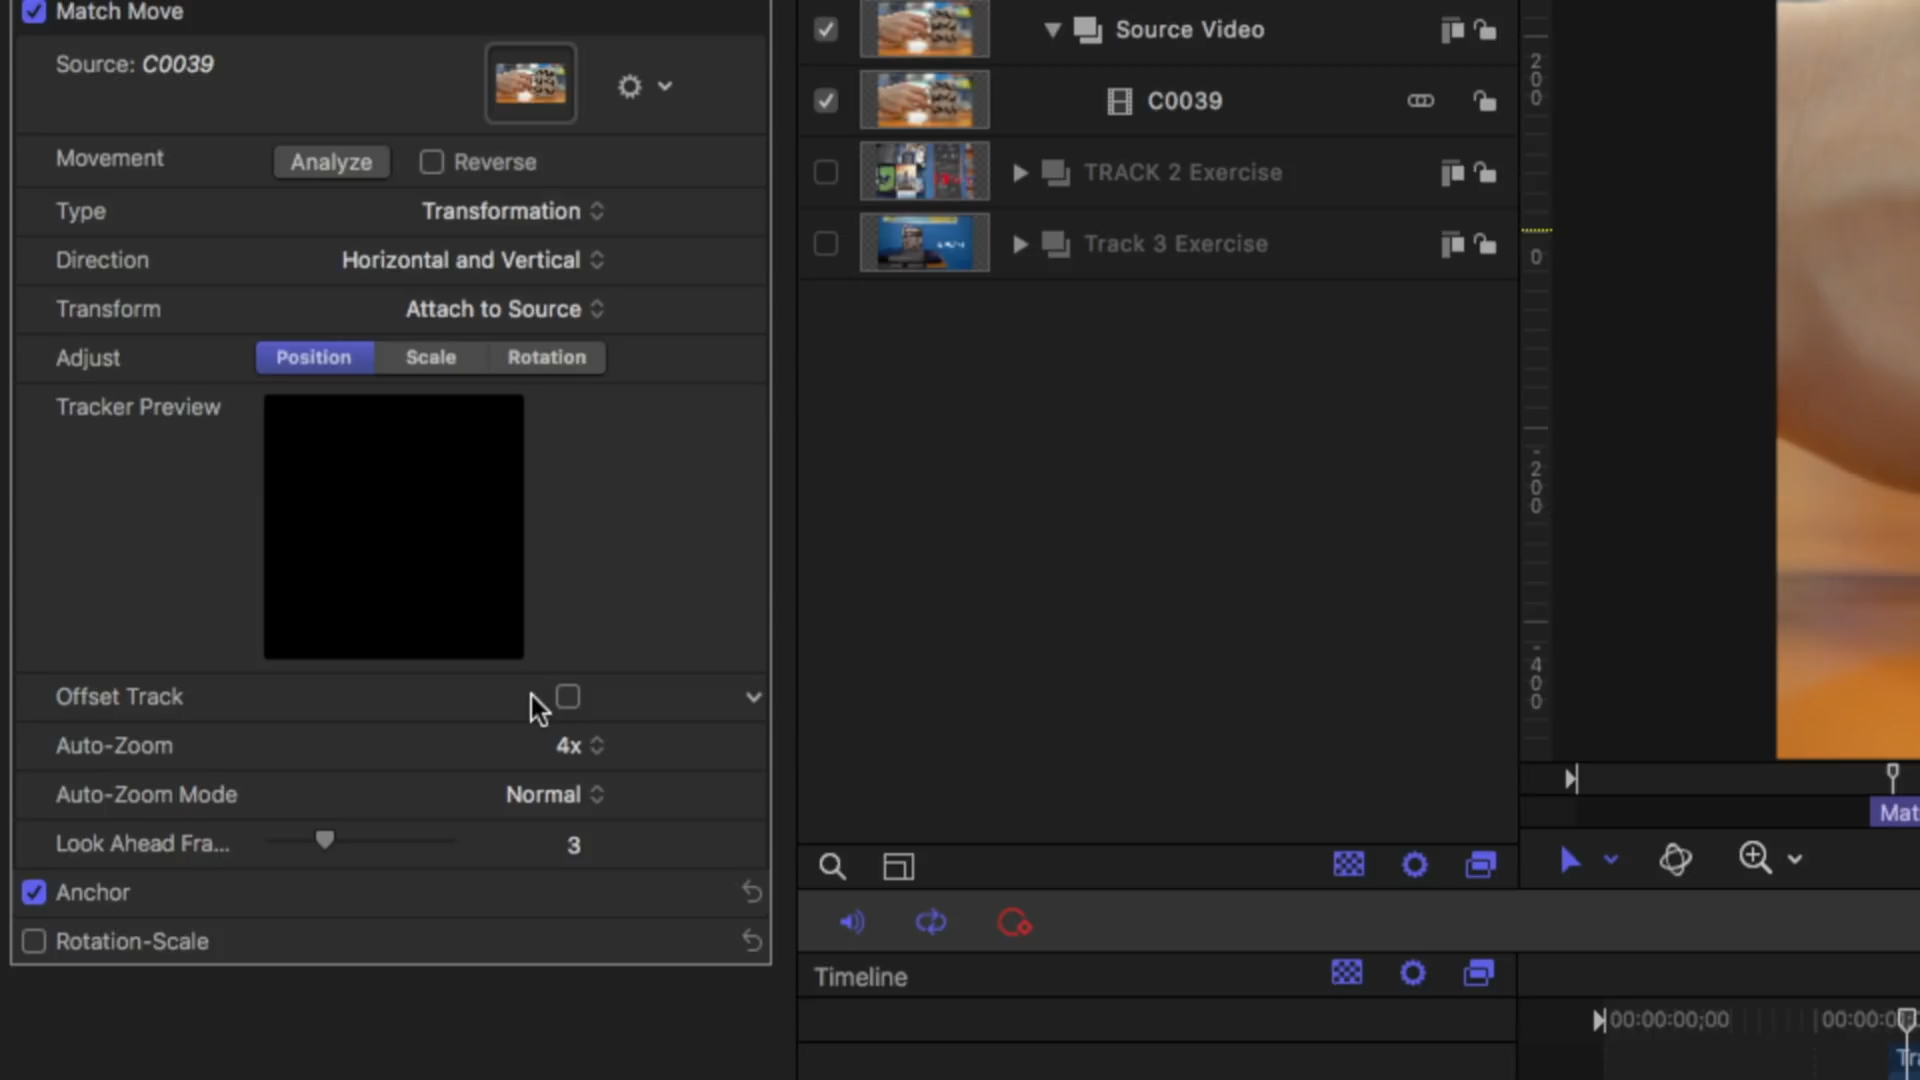 Match Move
Source: C0039
Movement
Analyze
Reverse
Type
Transformation
Direction
Horizontal and Vertical
Transform
Attach to Source
Adjust
Position
Scale
Rotation
Tracker Preview
Offset Track
Auto-Zoom
4x
Auto-Zoom Mode
Normal
Look Ahead Fra...
3
Anchor
Rotation-Scale
Source Video
C0039
TRACK 2 Exercise
Track 3 Exercise
200
0
-200
-400
Mat
Timeline
00:00:00;00
00:00:0